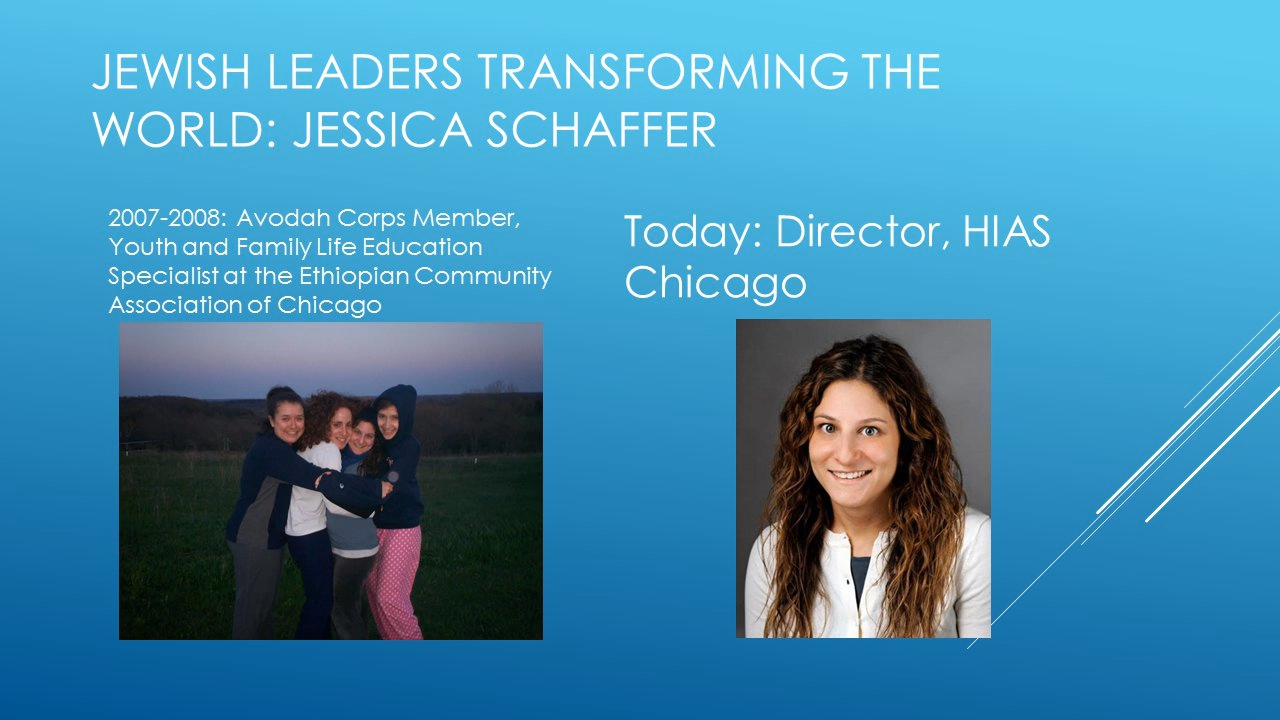 JEWISH LEADERS TRANSFORMING THE
WORLD: JESSICA SCHAFFER
2007-2008: Avodah Corps Member,
Youth and Family Life Education
Specialist at the Ethiopian Community
Association of Chicago
Today: Director, HIAS
Chicago